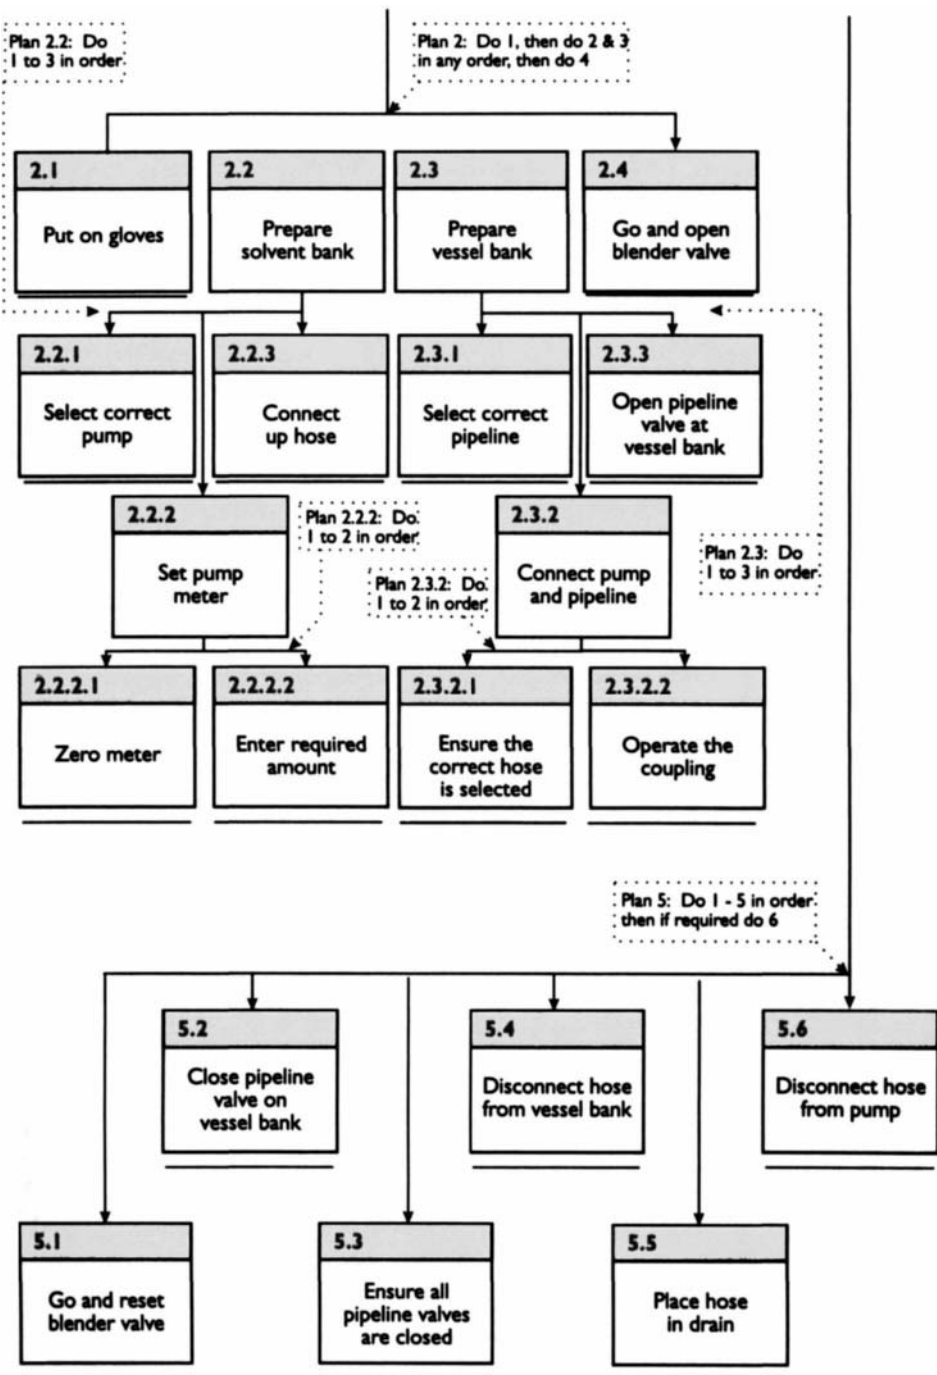 Plan 2.2: Do
1 to 3 in order
Plan 2: Do 1, then do 2 & 3
in any order, then do 4
2.1
Put on gloves
2.2
Prepare
solvent bank
2.3
Prepare
vessel bank
2.4
Go and open
blender valve
2.2.1
Select correct
pump
2.2.3
Connect
up hose
2.3.1
Select correct
pipeline
2.3.3
Open pipeline
valve at
vessel bank
2.2.2
Set pump
meter
Plan 2.2.2: Do
1 to 2 in order
Plan 2.3.2: Do
1 to 2 in order
2.3.2
Connect pump
and pipeline
Plan 2.3: Do
1 to 3 in order
2.2.2.1
Zero meter
2.2.2.2
Enter required
amount
2.3.2.1
Ensure the
correct hose
is selected
2.3.2.2
Operate the
coupling
Plan 5: Do 1 - 5 in order
then if required do 6
5.2
Close pipeline
valve on
vessel bank
5.4
Disconnect hose
from vessel bank
5.6
Disconnect hose
from pump
5.1
Go and reset
blender valve
5.3
Ensure all
pipeline valves
are closed
5.5
Place hose
in drain